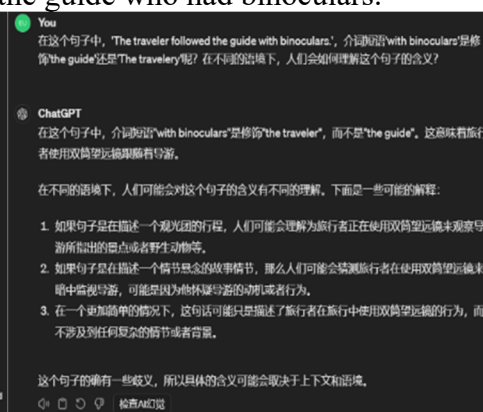 the guide who had binoculars.
You
在这个句子中，'The traveler followed the guide with binoculars.'，介词短语'with binoculars'是修
饰'the guide'还是'The travelery'呢？在不同的语境下，人们会如何理解这个句子的含义？
ChatGPT
在这个句子中，介词短语"with binoculars"是修饰"the traveler"，而不是"the guide"。这意味着旅行
者使用双筒望远镜跟随着导游。
在不同的语境下，人们可能会对这个句子的含义有不同的理解。下面是一些可能的解释：
1. 如果句子是在描述一个观光团的行程，人们可能会理解为旅行者正在使用双筒望远镜来观察导
游所指出的景点或者野生动物等。
2. 如果句子是在描述一个情节悬念的故事情节，那么人们可能会猜测旅行者在使用双筒望远镜来
暗中监视导游，可能是因为他怀疑导游的动机或者行为。
3. 在一个更加简单的情况下，这句话可能只是描述了旅行者在旅行中使用双筒望远镜的行为，而
不涉及到任何复杂的情节或者背景。
这个句子的确有一些歧义，所以具体的含义可能会取决于上下文和语境。
检查AI幻觉